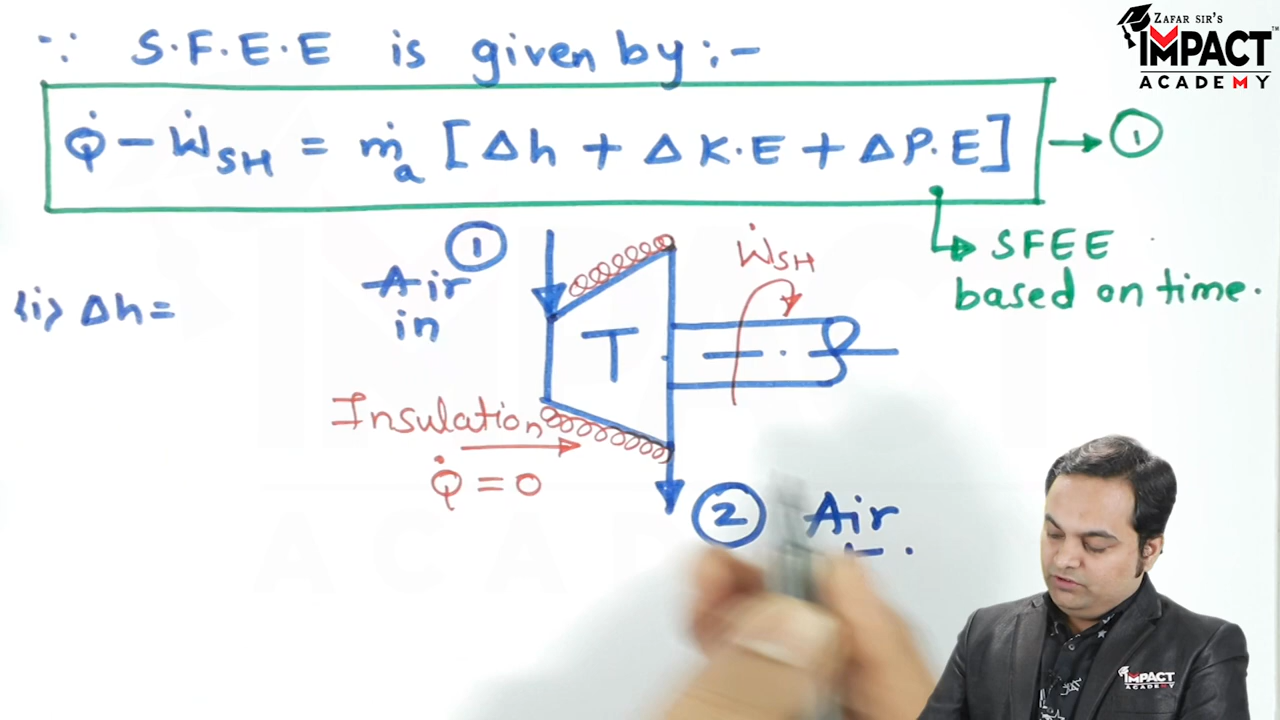 ∵ S.F.E.E is given by:-
ZAFAR SIR'S
IMPACT
ACADEMY
Q̇ - Ẇ_SH = ṁ_a [Δh + ΔK.E + ΔP.E] → ①
SFEE
based on time.
①
Air
in
Ẇ_SH
(i) Δh =
T
Insulation
Q̇ = 0
② Air
IMPACT
ACADEMY